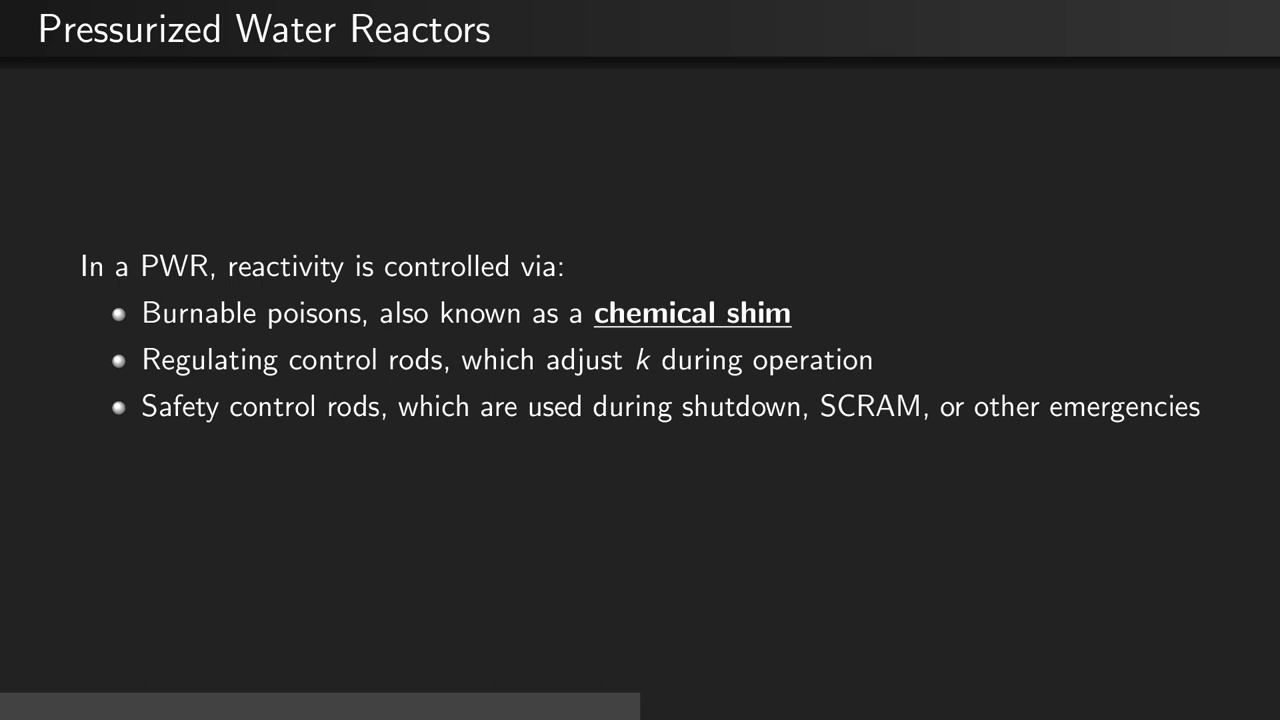 Pressurized Water Reactors
In a PWR, reactivity is controlled via:
Burnable poisons, also known as a chemical shim
Regulating control rods, which adjust k during operation
Safety control rods, which are used during shutdown, SCRAM, or other emergencies